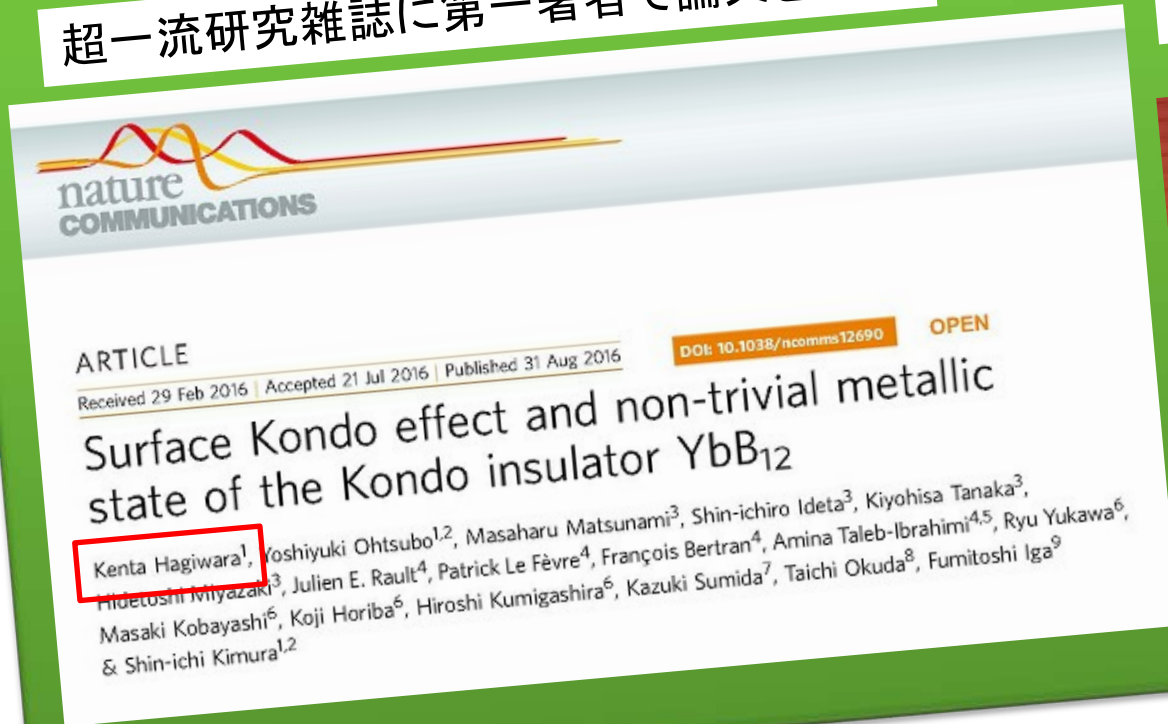 超一流研究雑誌に第一著者で論文
nature
COMMUNICATIONS
ARTICLE
DOI: 10.1038/ncomms12690 OPEN
Received 29 Feb 2016 | Accepted 21 Jul 2016 | Published 31 Aug 2016
Surface Kondo effect and non-trivial metallic
state of the Kondo insulator YbB₁₂
Kenta Hagiwara¹, Yoshiyuki Ohtsubo¹,², Masaharu Matsunami³, Shin-ichiro Ideta³, Kiyohisa Tanaka³,
Hidetoshi Miyazaki³, Julien E. Rault⁴, Patrick Le Fèvre⁴, François Bertran⁴, Amina Taleb-Ibrahimi⁴,⁵, Ryu Yukawa⁶,
Masaki Kobayashi⁶, Koji Horiba⁶, Hiroshi Kumigashira⁶, Kazuki Sumida⁷, Taichi Okuda⁸, Fumitoshi Iga⁹
& Shin-ichi Kimura¹,²